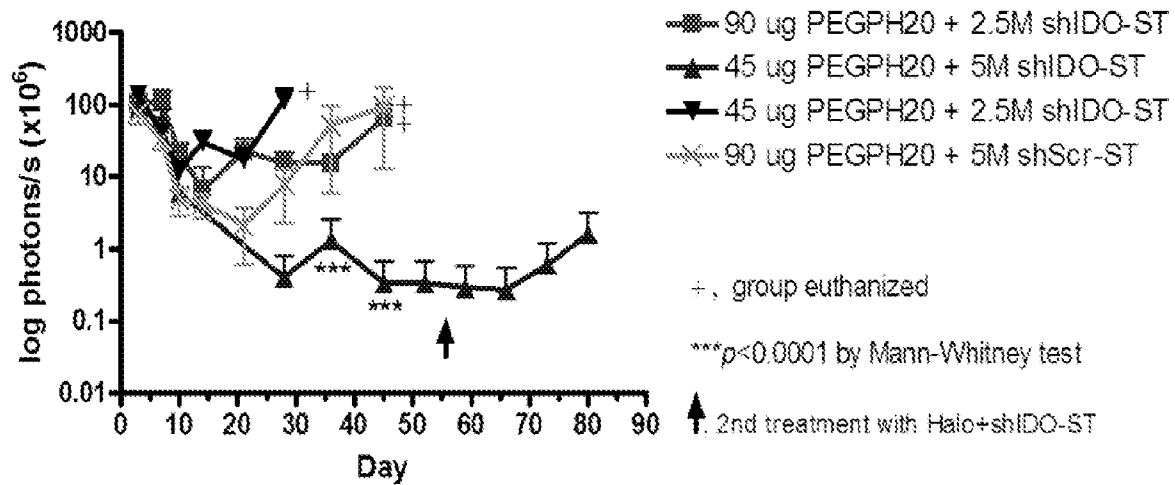 log photons/s (x10⁶)
1000
100
10
1
0.1
0.01
0 10 20 30 40 50 60 70 80 90
Day
+
+
+
***
***
90 ug PEGPH20 + 2.5M shIDO-ST
45 ug PEGPH20 + 5M shIDO-ST
45 ug PEGPH20 + 2.5M shIDO-ST
90 ug PEGPH20 + 5M shScr-ST
+, group euthanized
***p<0.0001 by Mann-Whitney test
, 2nd treatment with Halo+shIDO-ST